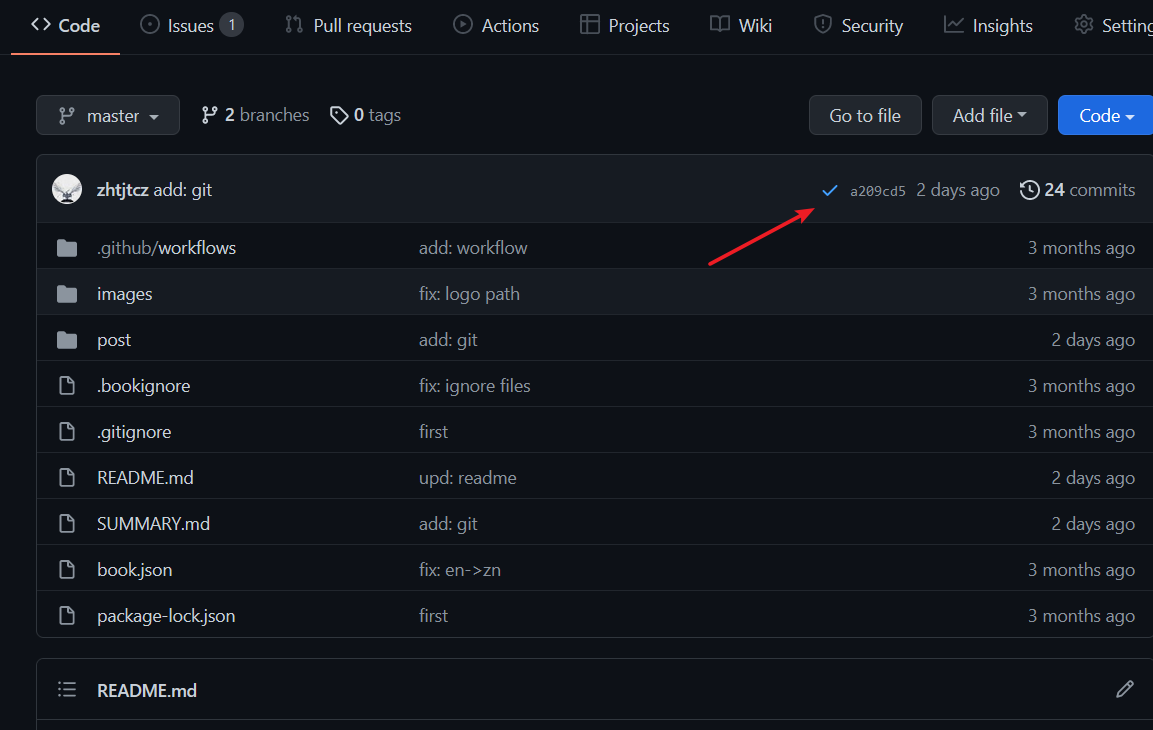 Code Issues 1 Pull requests Actions Projects Wiki Security Insights Setting
master 2 branches 0 tags Go to file Add file Code
zhtjtcz add: git a209cd5 2 days ago 24 commits
.github/workflows add: workflow 3 months ago
images fix: logo path 3 months ago
post add: git 2 days ago
.bookignore fix: ignore files 3 months ago
.gitignore first 3 months ago
README.md upd: readme 2 days ago
SUMMARY.md add: git 2 days ago
book.json fix: en->zn 3 months ago
package-lock.json first 3 months ago
README.md